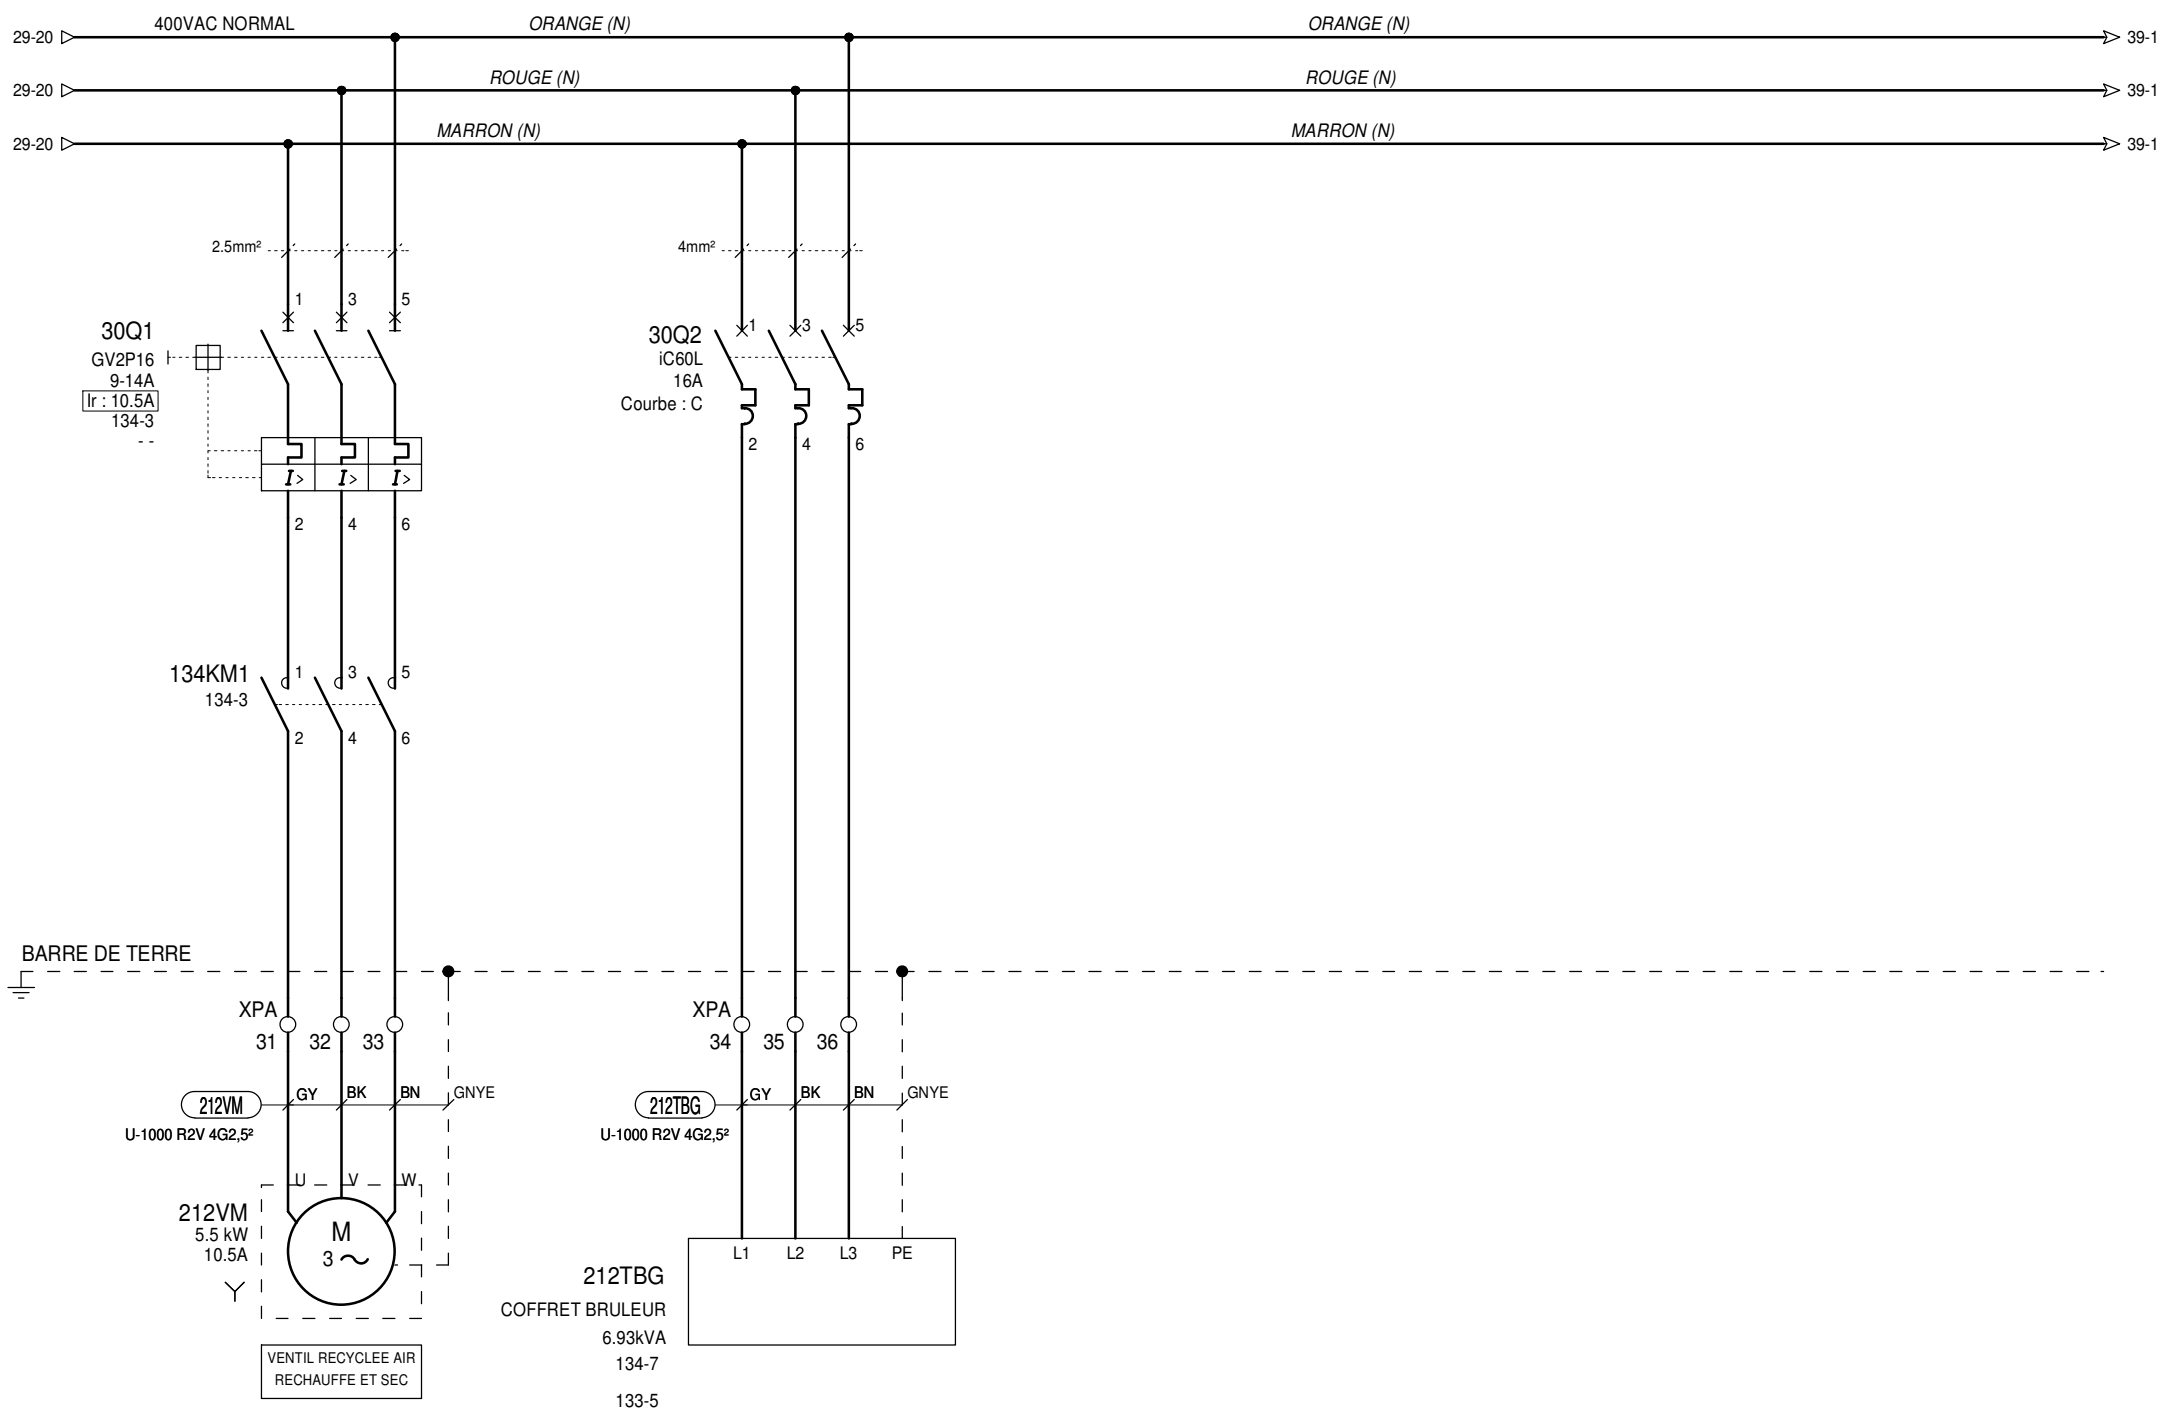 400VAC NORMAL
ORANGE (N)
ORANGE (N)
29-20
39-1
ROUGE (N)
ROUGE (N)
29-20
39-1
MARRON (N)
MARRON (N)
29-20
39-1
2.5mm²
4mm²
1 3 5
30Q1
GV2P16
9-14A
Ir : 10.5A
134-3
- -
I> I> I>
2 4 6
1 3 5
30Q2
iC60L
16A
Courbe : C
2 4 6
134KM1
134-3
1 3 5
2 4 6
BARRE DE TERRE
XPA
31 32 33
XPA
34 35 36
212VM
GY BK BN GNYE
U-1000 R2V 4G2,5²
212TBG
GY BK BN GNYE
U-1000 R2V 4G2,5²
U V W
212VM
5.5 kW
10.5A
M
3
L1 L2 L3 PE
212TBG
COFFRET BRULEUR
6.93kVA
134-7
133-5
VENTIL RECYCLEE AIR
RECHAUFFE ET SEC